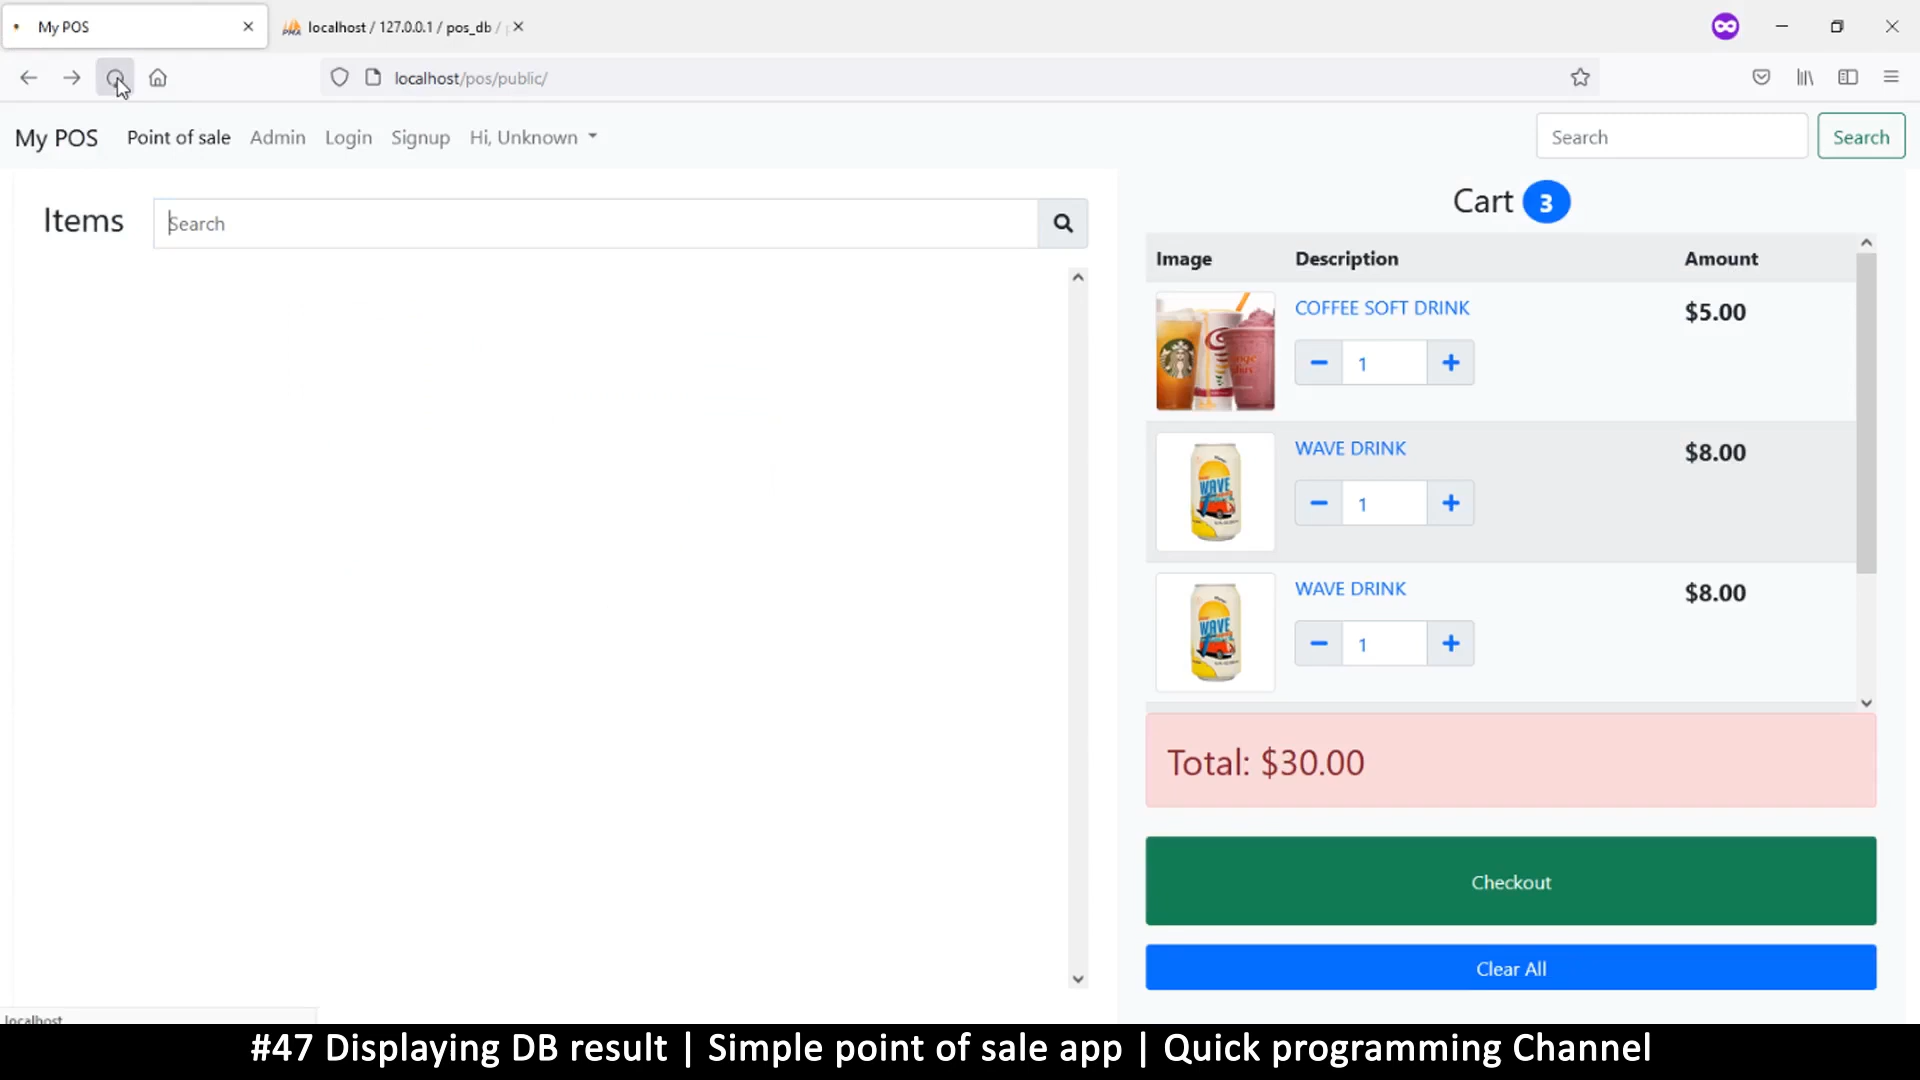 My POS
localhost / 127.0.0.1 / pos_db /
localhost/pos/public/
My POS Point of sale Admin Login Signup Hi, Unknown
Search Search
Items Search
Cart 3
Image Description Amount
COFFEE SOFT DRINK $5.00
1
WAVE
WAVE DRINK $8.00
1
WAVE
WAVE DRINK $8.00
1
Total: $30.00
Checkout
Clear All
localhost
#47 Displaying DB result | Simple point of sale app | Quick programming Channel